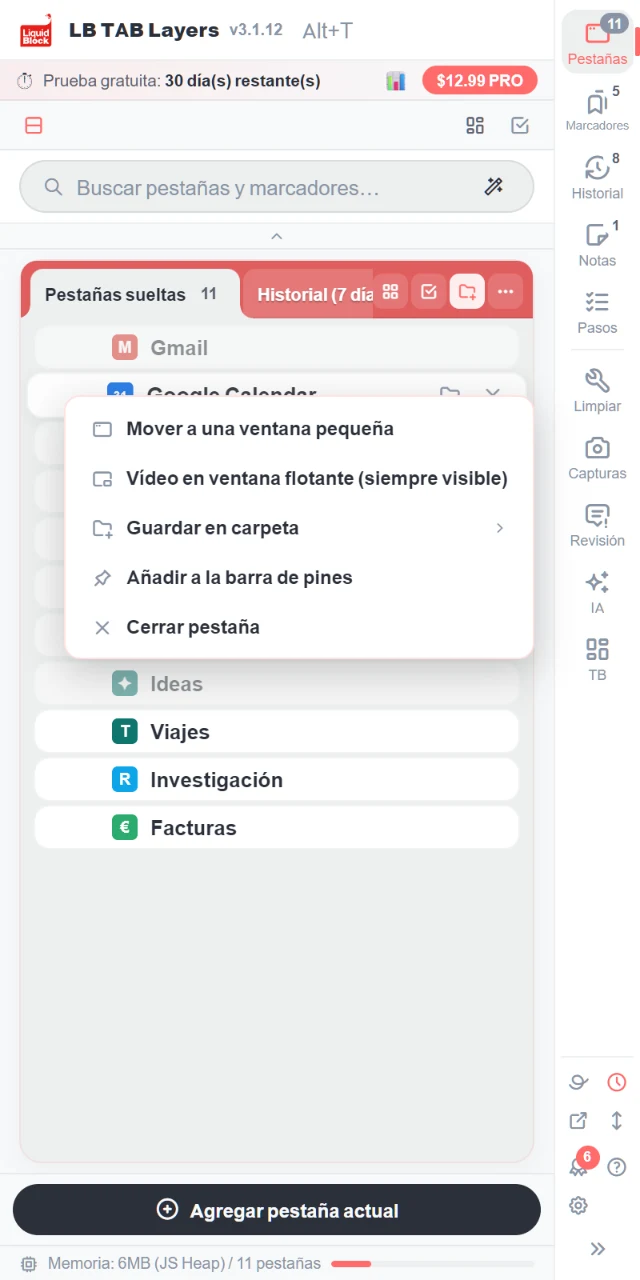 Liquid Block
LB TAB Layers v3.1.12 Alt+T
Prueba gratuita: 30 día(s) restante(s)
$12.99 PRO
Buscar pestañas y marcadores…
Pestañas sueltas 11
Historial (7 día
M Gmail
Google Calendar
Mover a una ventana pequeña
Vídeo en ventana flotante (siempre visible)
Guardar en carpeta
Añadir a la barra de pines
Cerrar pestaña
Ideas
T Viajes
R Investigación
€ Facturas
Agregar pestaña actual
Memoria: 6MB (JS Heap) / 11 pestañas
11
Pestañas
5
Marcadores
8
Historial
1
Notas
Pasos
Limpiar
Capturas
Revisión
IA
TB
6